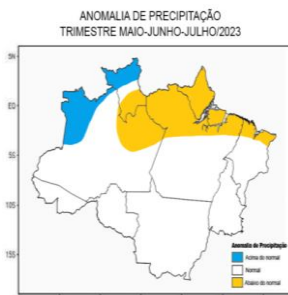 ANOMALIA DE PRECIPITAÇÃO
TRIMESTRE MAIO-JUNHO-JULHO/2023
5N
EQ
5S
10S
15S
Anomalia de Precipitação
Acima do normal
Normal
Abaixo do normal